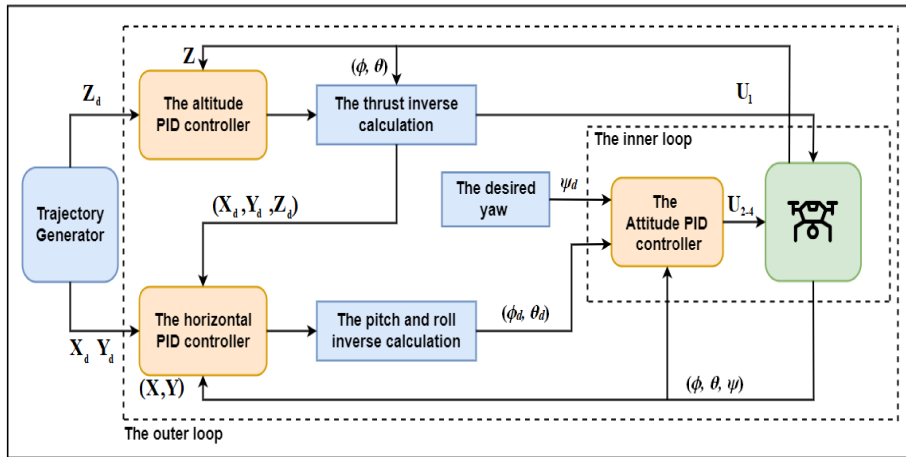 Z
(ϕ, θ)
Z_d
The altitude
PID controller
The thrust inverse
calculation
U_1
The inner loop
Trajectory
Generator
(X_d ,Y_d ,Z_d)
The desired
yaw
ψ_d
The
Attitude PID
controller
U_2-4
The horizontal
PID controller
The pitch and roll
inverse calculation
(ϕ_d, θ_d)
X_d Y_d
(X,Y)
(ϕ, θ, ψ)
The outer loop